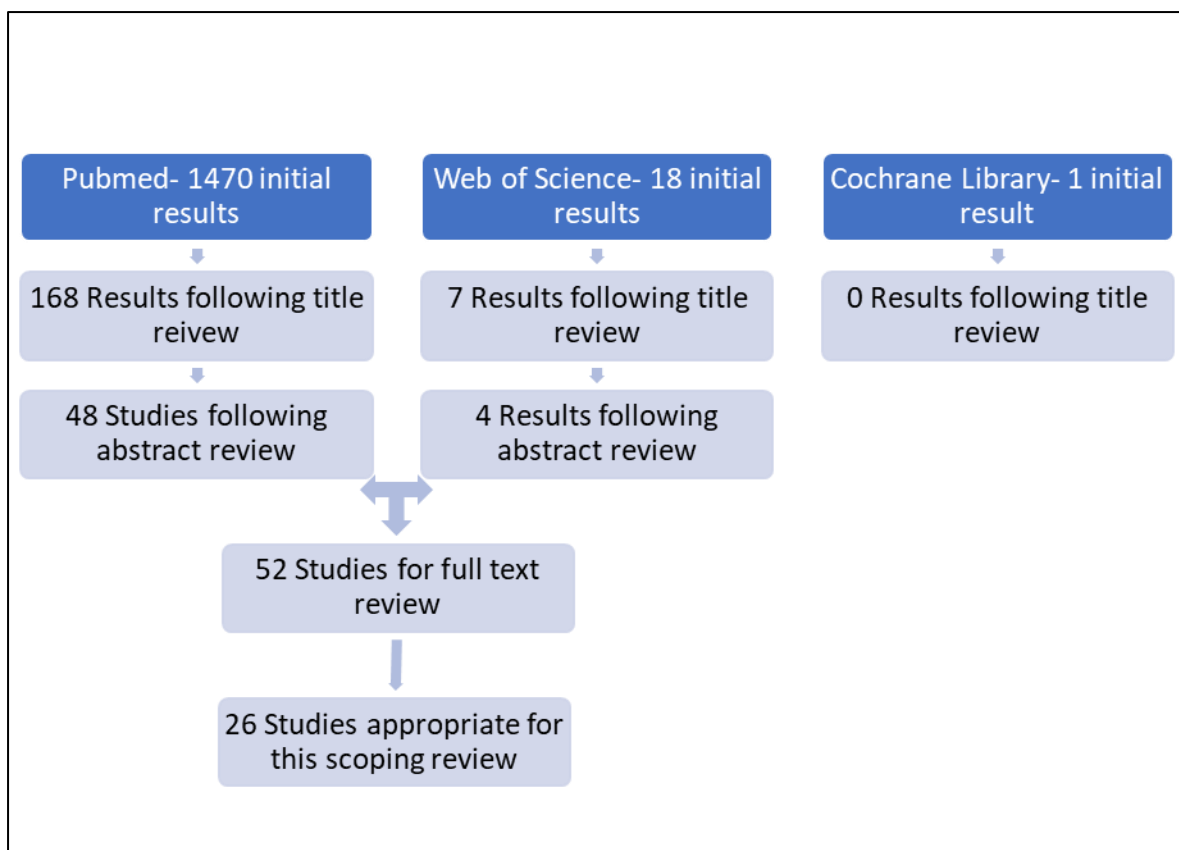 Pubmed- 1470 initial
results
Web of Science- 18 initial
results
Cochrane Library- 1 initial
result
168 Results following title
reivew
7 Results following title
review
0 Results following title
review
48 Studies following
abstract review
4 Results following
abstract review
52 Studies for full text
review
26 Studies appropriate for
this scoping review